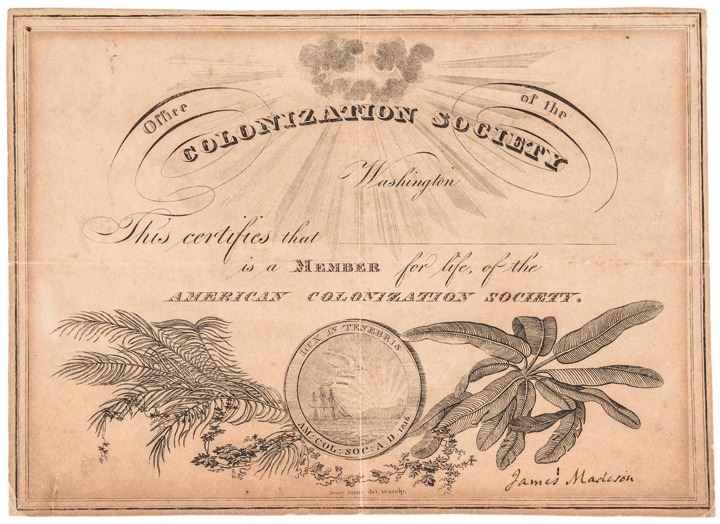 Office of the
COLONIZATION SOCIETY
Washington
This certifies that
is a MEMBER for life, of the
AMERICAN COLONIZATION SOCIETY.
LUX IN TENEBRIS
AM: COL: SOC: A D. 1816
James Madison